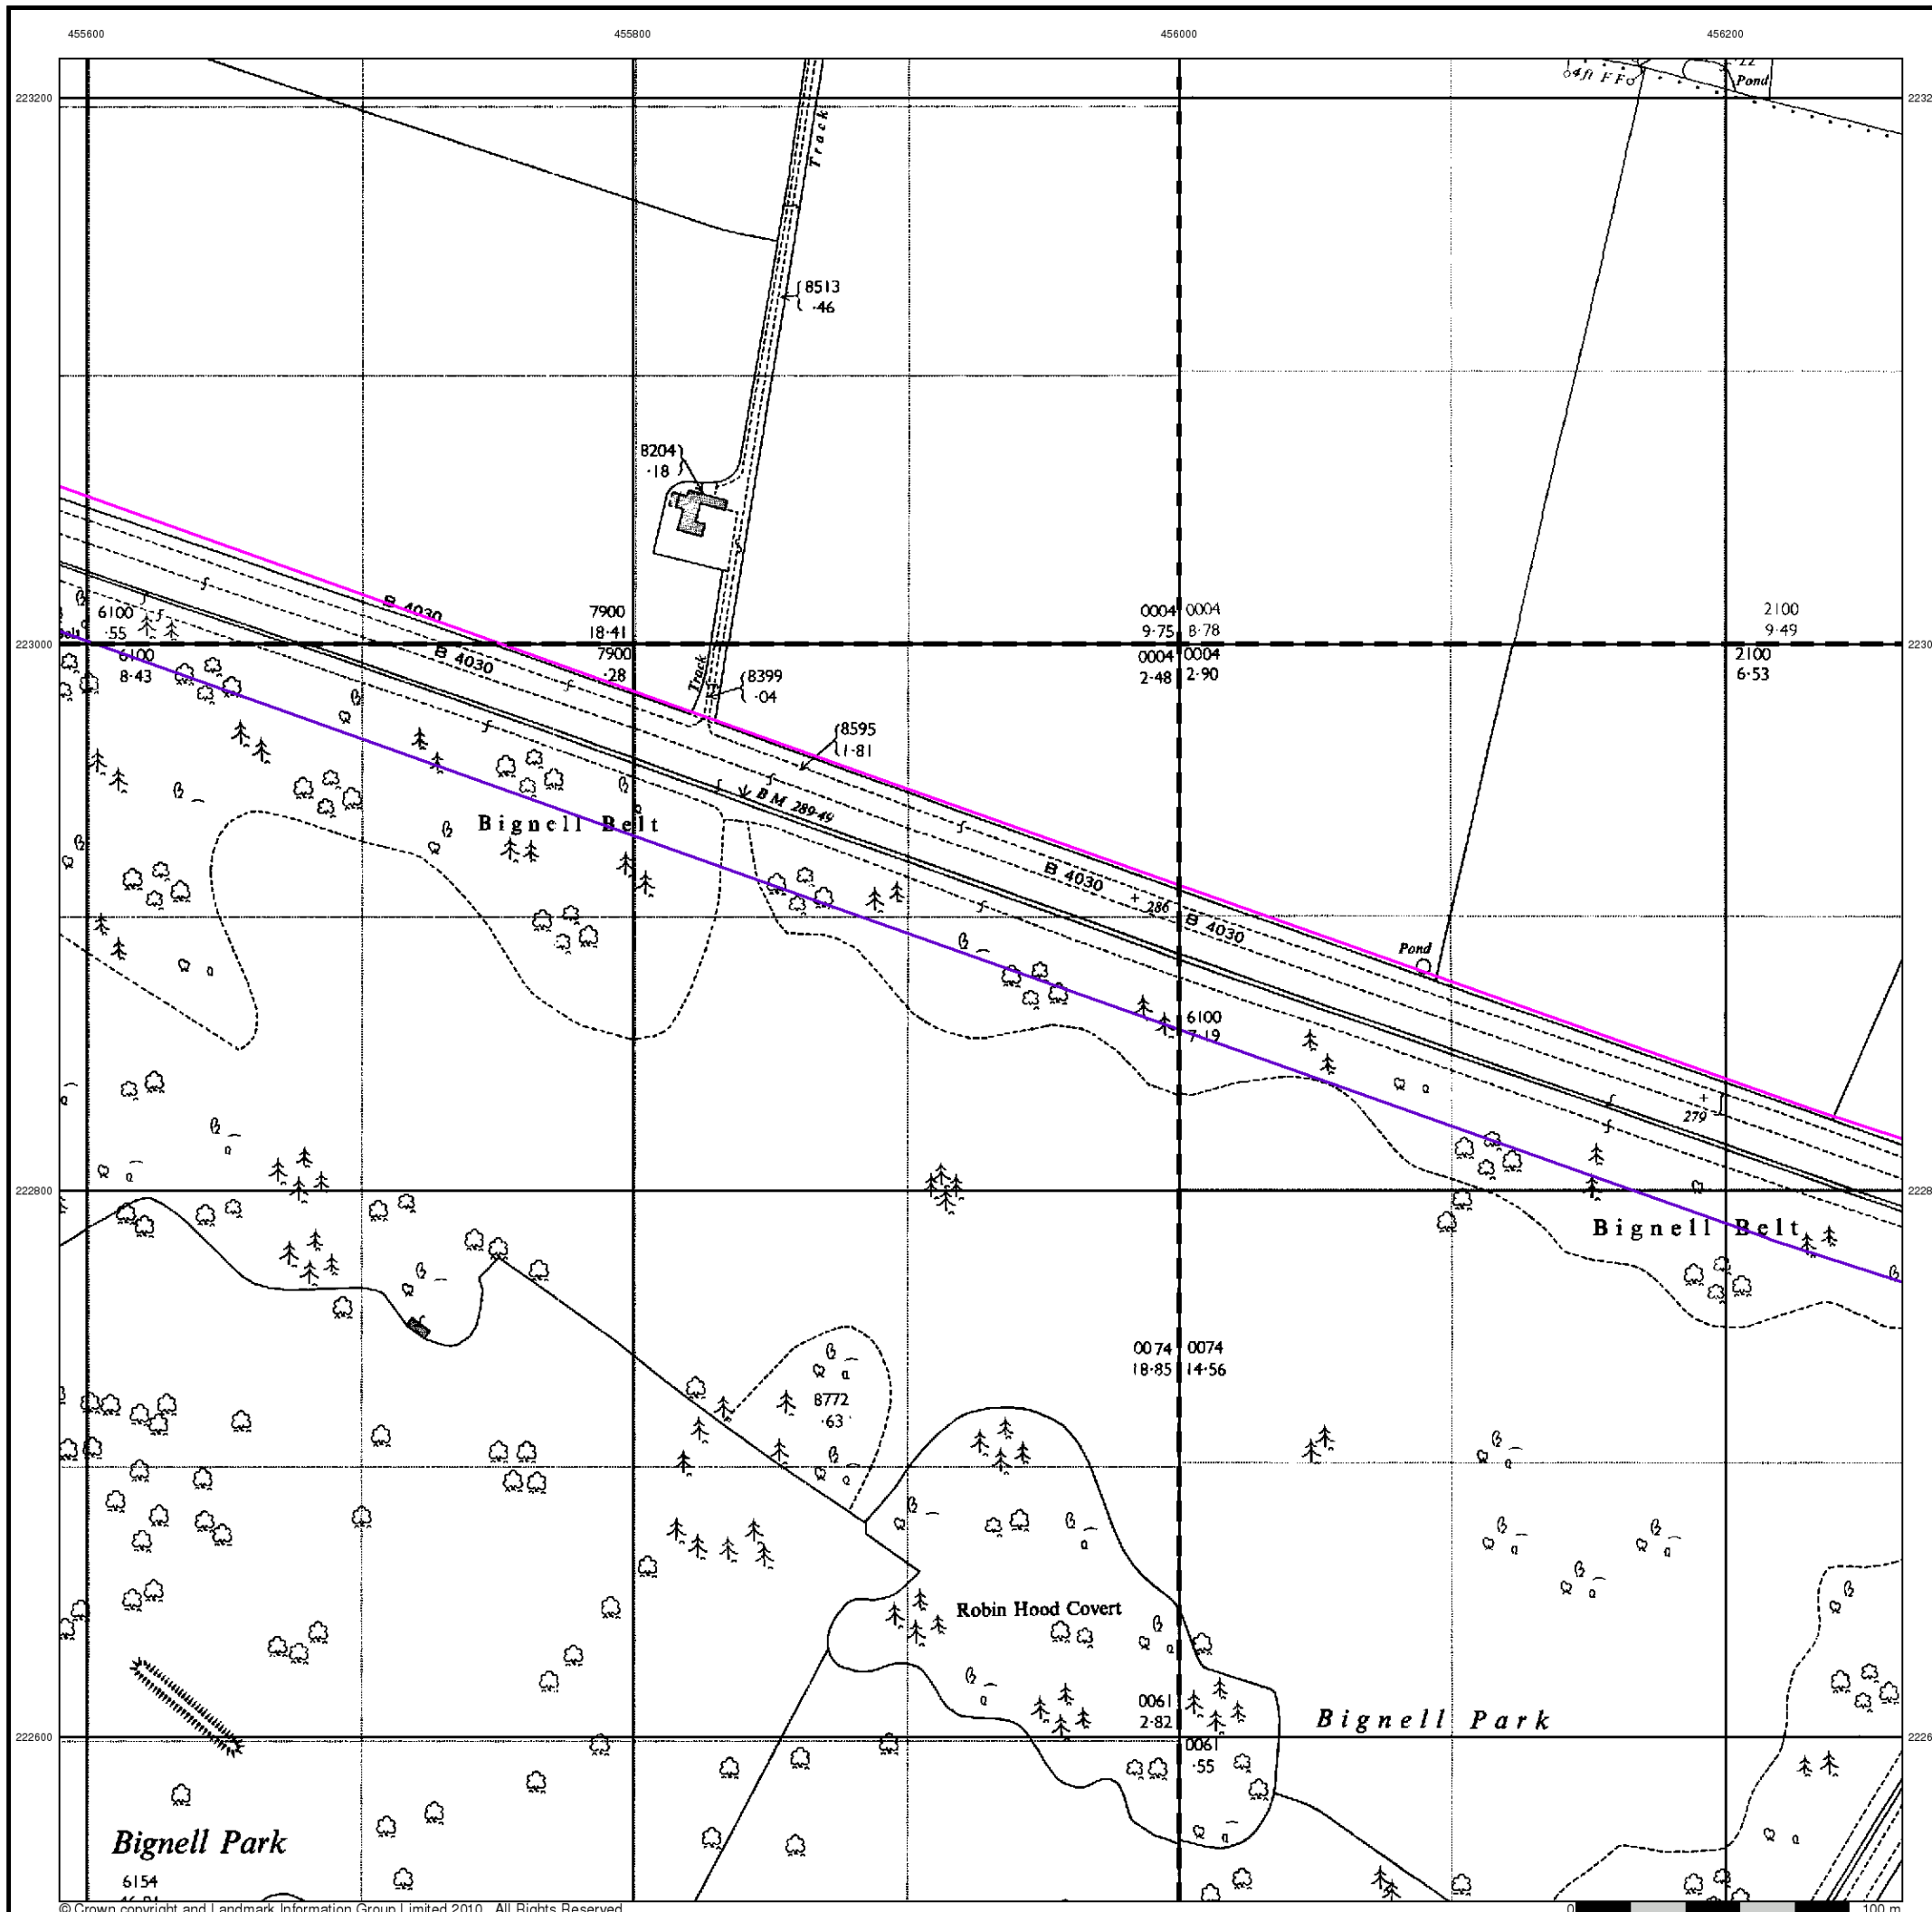 455600 455800 456000 456200
223200
o4ft FFo
22
Pond
Track
8513
·46
8204
·18
B 4030
B 4030
6100
·55
7900
18·41
0004 0004
9·75 8·78
2100
9·49
223000
6100
8·43
7900
·28
Track
8399
·04
0004 0004
2·48 2·90
2100
6·53
8595
1·81
BM 289·49
Bignell Belt
B 4030
+ 286
B 4030
Pond
6100
7·19
+
279
222800
Bignell Belt
0074 0074
18·85 14·56
8772
·63
Robin Hood Covert
0061
2·82
Bignell Park
222600
0061
·55
Bignell Park
6154
© Crown copyright and Landmark Information Group Limited 2010. All Rights Reserved
0 100 m